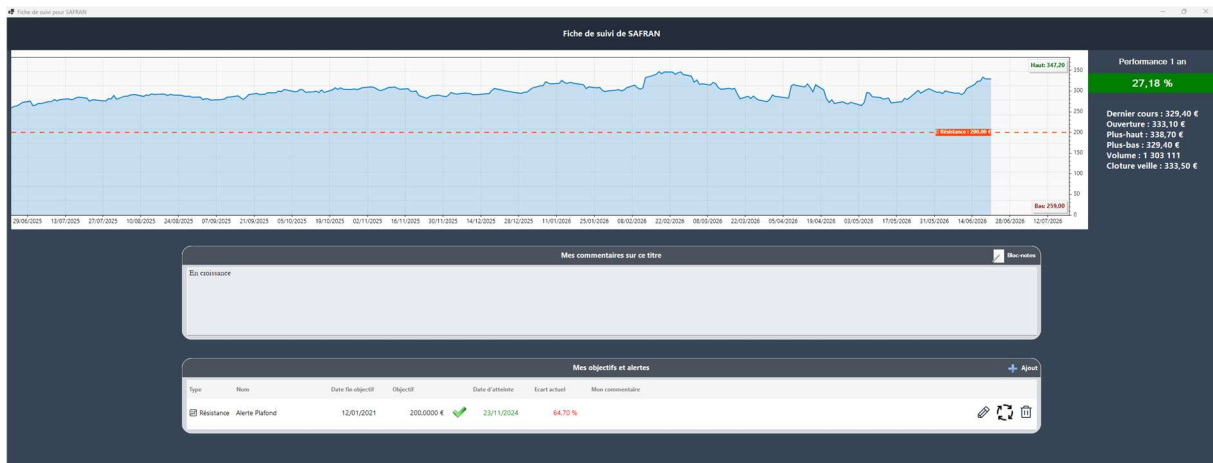 Fiche de suivi pour SAFRAN
Fiche de suivi de SAFRAN
Haut: 347,20
350
300
250
200
150
100
50
0
Résistance : 200,00 €
Bas: 259,00
29/06/2025 13/07/2025 27/07/2025 10/08/2025 24/08/2025 07/09/2025 21/09/2025 05/10/2025 19/10/2025 02/11/2025 16/11/2025 30/11/2025 14/12/2025 28/12/2025 11/01/2026 25/01/2026 08/02/2026 22/02/2026 08/03/2026 22/03/2026 05/04/2026 19/04/2026 03/05/2026 17/05/2026 31/05/2026 14/06/2026 28/06/2026 12/07/2026
Performance 1 an
27,18 %
Dernier cours : 329,40 €
Ouverture : 333,10 €
Plus-haut : 338,70 €
Plus-bas : 329,40 €
Volume : 1 303 111
Cloture veille : 333,50 €
Mes commentaires sur ce titre
Bloc-notes
En croissance
Mes objectifs et alertes
Ajout
Type Nom Date fin objectif Objectif Date d'atteinte Ecart actuel Mon commentaire
Résistance Alerte Plafond 12/01/2021 200,0000 € 23/11/2024 64,70 %